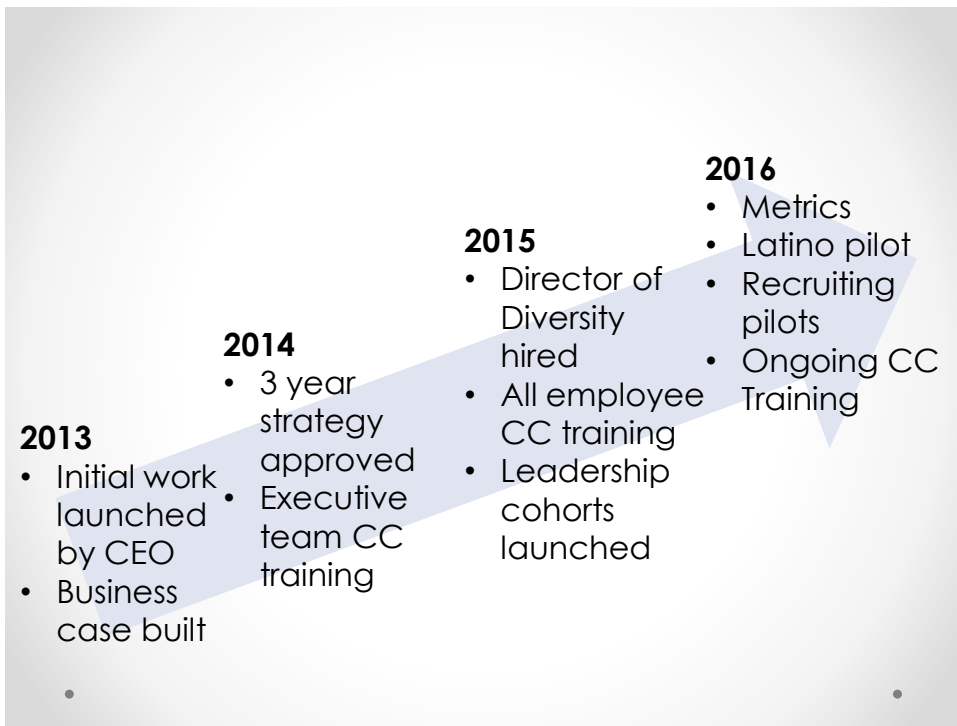 2013
• Initial work
launched
by CEO
• Business
case built
2014
• 3 year
strategy
approved
• Executive
team CC
training
2015
• Director of
Diversity
hired
• All employee
CC training
• Leadership
cohorts
launched
2016
• Metrics
• Latino pilot
• Recruiting
pilots
• Ongoing CC
Training